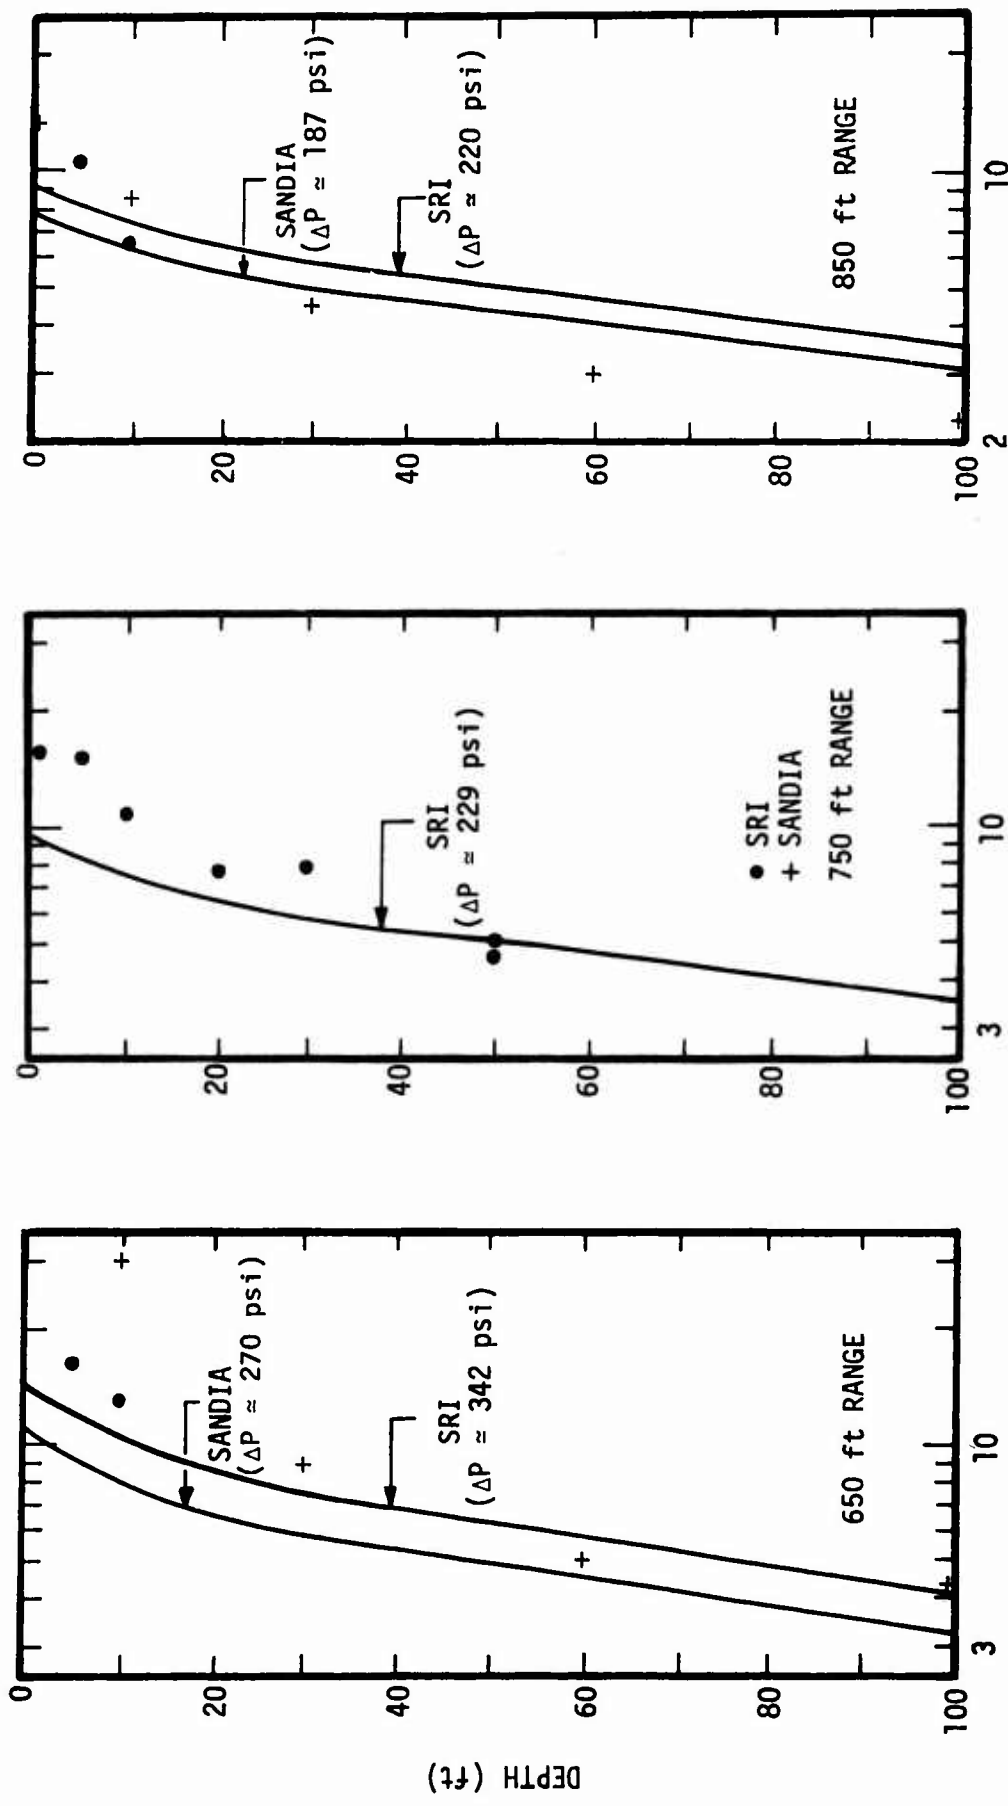 DEPTH (ft)
0
20
40
60
80
100
SANDIA
(ΔP ≃ 270 psi)
SRI
(ΔP ≃ 342 psi)
650 ft RANGE
3
10
0
20
40
60
80
100
SRI
(ΔP ≃ 229 psi)
● SRI
+ SANDIA
750 ft RANGE
3
10
0
20
40
60
80
100
SANDIA
(ΔP ≃ 187 psi)
SRI
(ΔP ≃ 220 psi)
850 ft RANGE
2
10